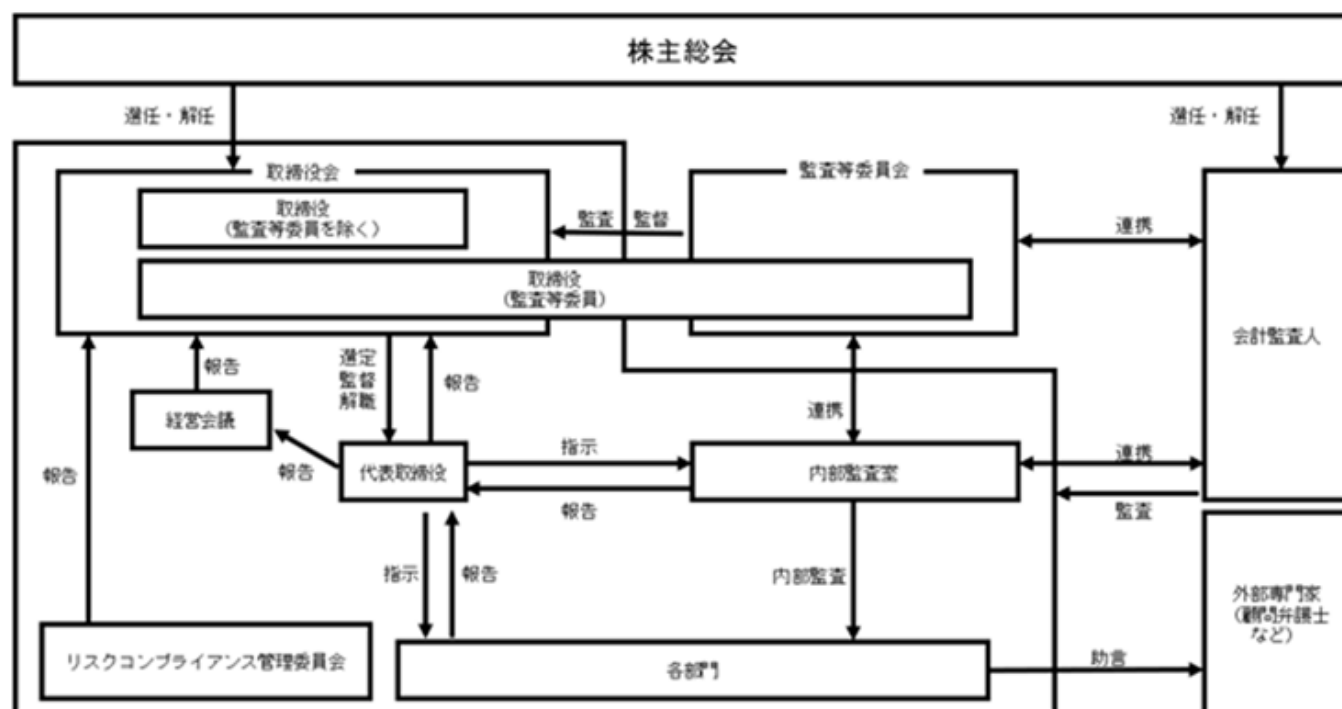 株主総会
選任・解任
選任・解任
取締役会
監査等委員会
取締役
(監査等委員を除く)
監査
監督
連携
取締役
(監査等委員)
会計監査人
報告
選定
監督
解職
報告
連携
経営会議
報告
報告
代表取締役
指示
報告
内部監査室
連携
監査
指示
報告
内部監査
外部専門家
(顧問弁護士
など)
リスクコンプライアンス管理委員会
各部門
助言